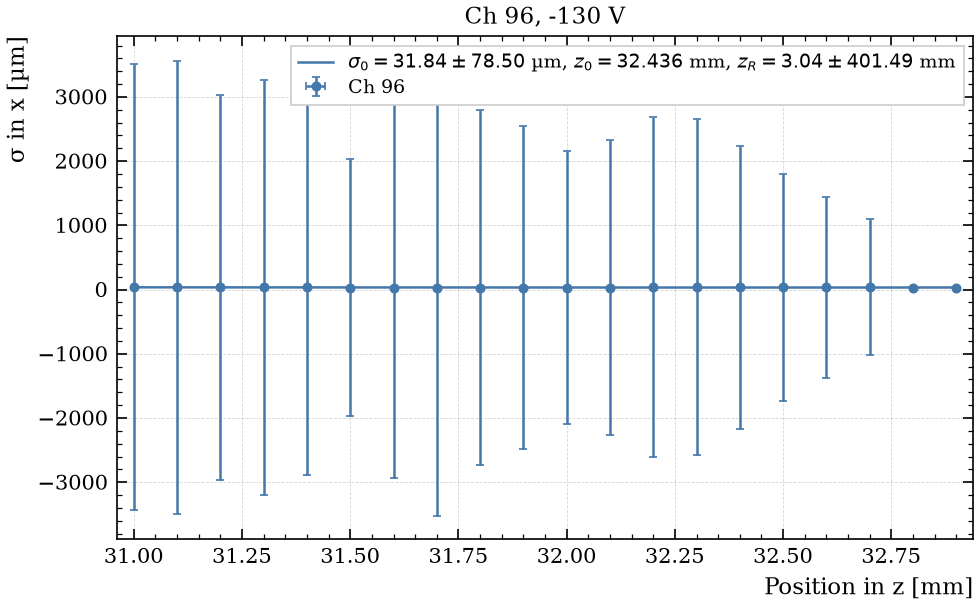 Ch 96, -130 V
σ in x [µm]
σ₀ = 31.84 ± 78.50 µm, z₀ = 32.436 mm, z_R = 3.04 ± 401.49 mm
Ch 96
3000
2000
1000
0
−1000
−2000
−3000
31.00 31.25 31.50 31.75 32.00 32.25 32.50 32.75
Position in z [mm]